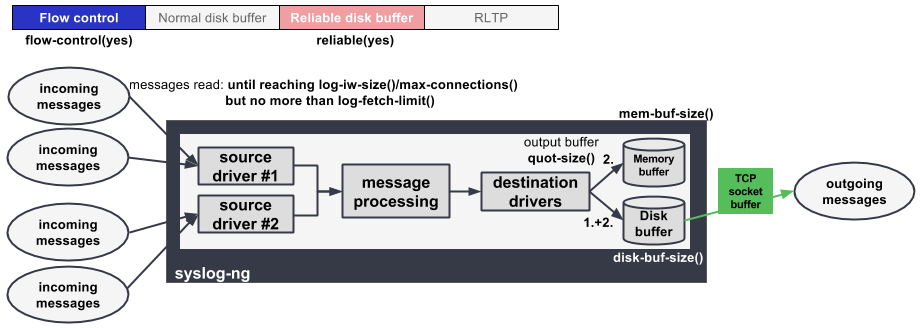 Flow control
Normal disk buffer
Reliable disk buffer
RLTP
flow-control(yes)
reliable(yes)
messages read: until reaching log-iw-size()/max-connections()
but no more than log-fetch-limit()
incoming
messages
incoming
messages
incoming
messages
incoming
messages
source
driver #1
source
driver #2
message
processing
destination
drivers
output buffer
quot-size()
2.
1.+2.
mem-buf-size()
Memory
buffer
Disk
buffer
disk-buf-size()
syslog-ng
TCP
socket
buffer
outgoing
messages